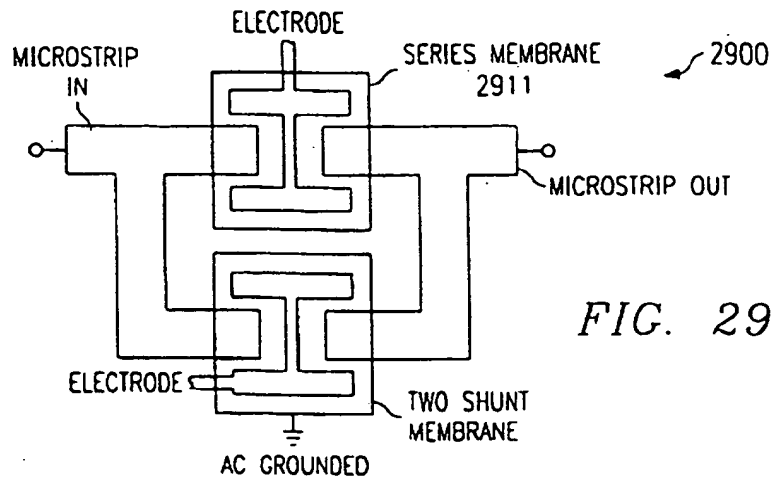 ELECTRODE
MICROSTRIP
IN
SERIES MEMBRANE
2911
2900
MICROSTRIP OUT
FIG. 29
ELECTRODE
TWO SHUNT
MEMBRANE
AC GROUNDED